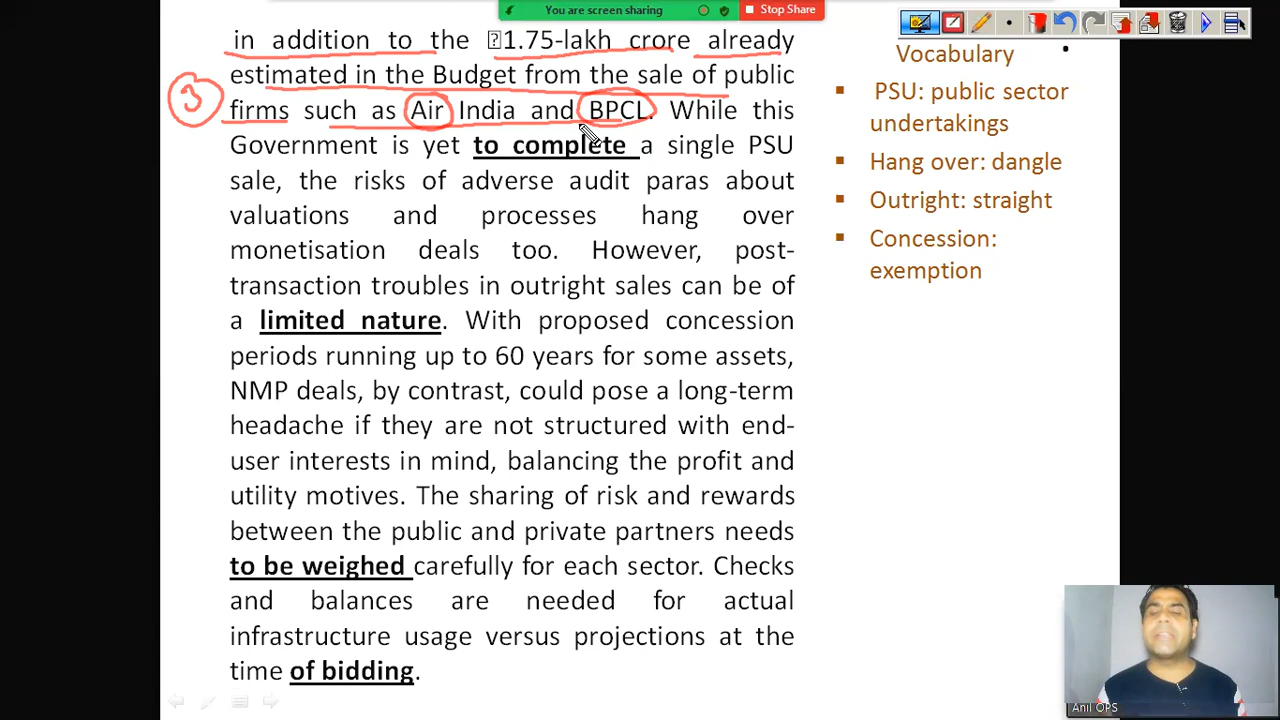 You are screen sharing
Stop Share
in addition to the 1.75-lakh crore already
estimated in the Budget from the sale of public
firms such as Air India and BPCL. While this
Government is yet to complete a single PSU
sale, the risks of adverse audit paras about
valuations and processes hang over
monetisation deals too. However, post-
transaction troubles in outright sales can be of
a limited nature. With proposed concession
periods running up to 60 years for some assets,
NMP deals, by contrast, could pose a long-term
headache if they are not structured with end-
user interests in mind, balancing the profit and
utility motives. The sharing of risk and rewards
between the public and private partners needs
to be weighed carefully for each sector. Checks
and balances are needed for actual
infrastructure usage versus projections at the
time of bidding.
3
Vocabulary
▪ PSU: public sector
undertakings
▪ Hang over: dangle
▪ Outright: straight
▪ Concession:
exemption
Anil OPS